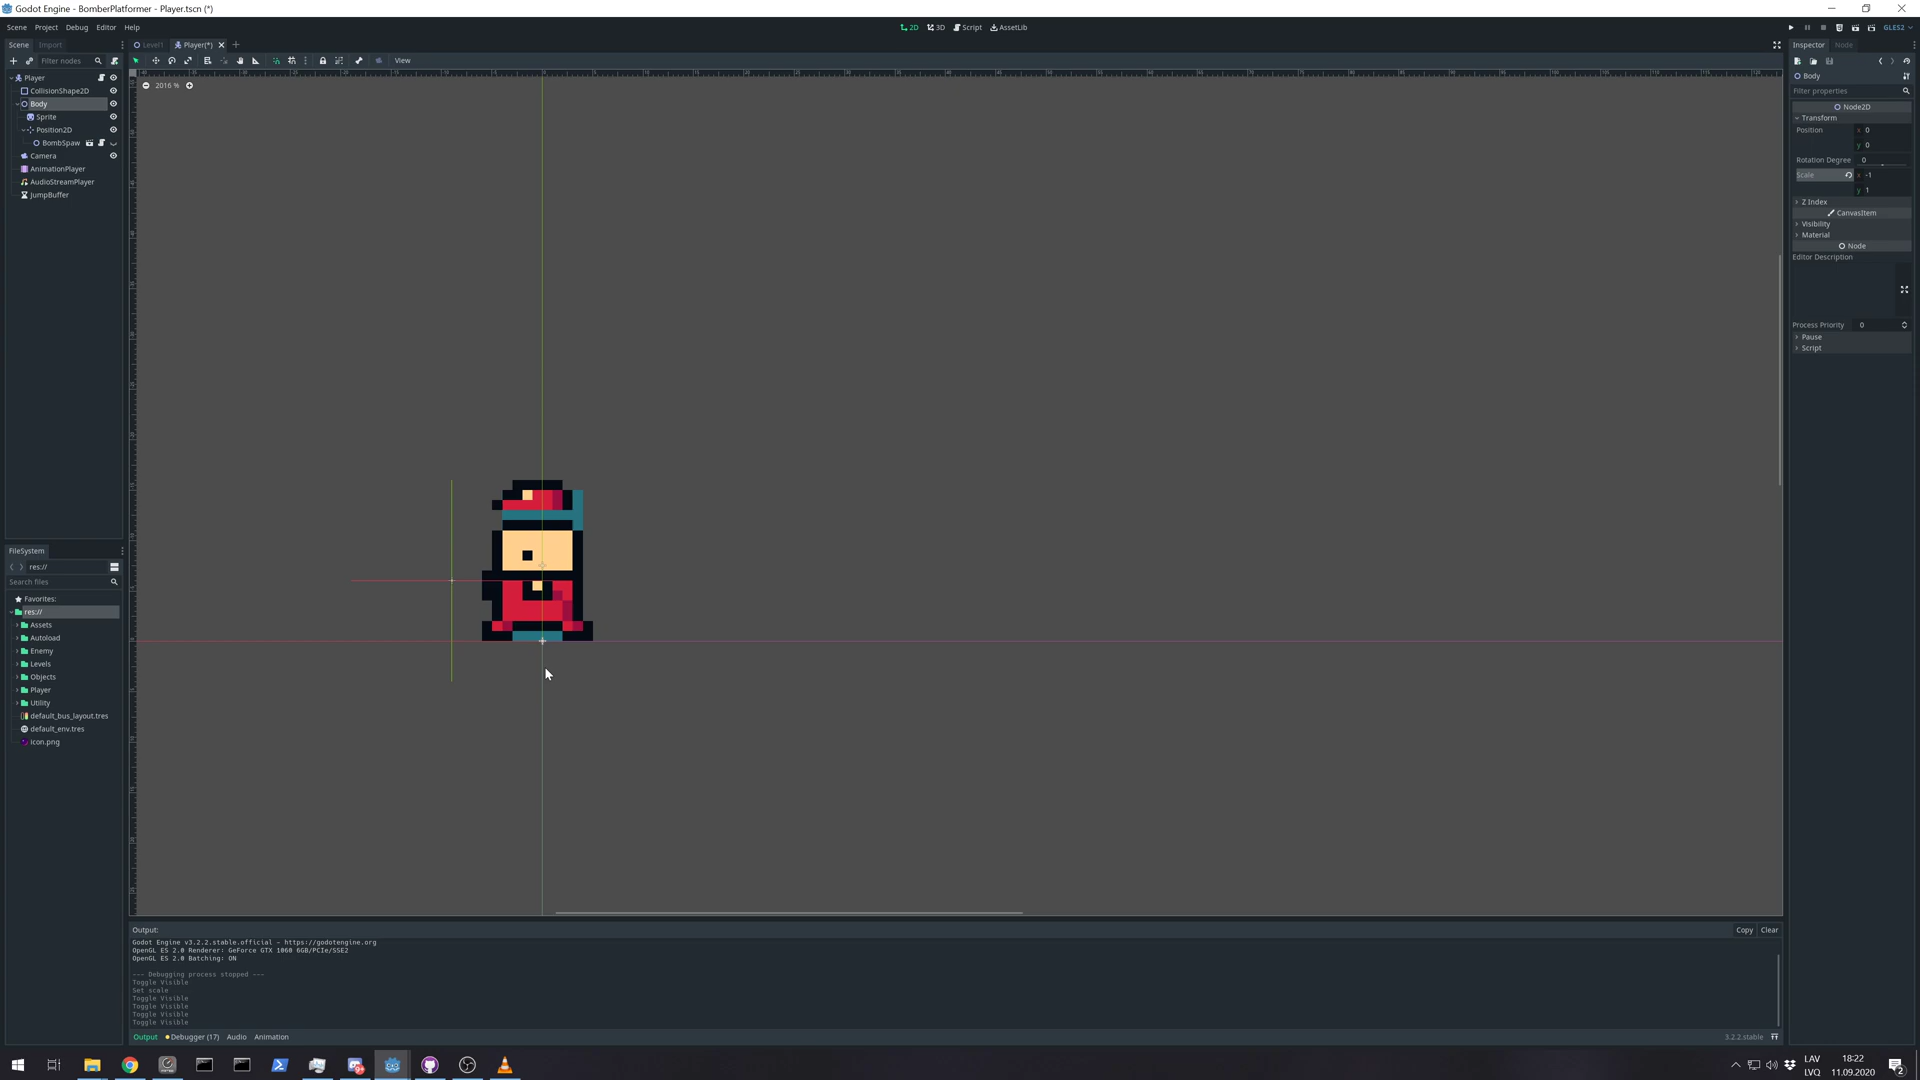 Godot Engine - BomberPlatformer - Player.tscn (*)
Scene Project Debug Editor Help
2D 3D Script AssetLib
GLES2
Scene Import
Level1 Player(*)
Inspector Node
Filter nodes
View
Body
2016 %
Filter properties
Player
CollisionShape2D
Body
Sprite
Position2D
BombSpaw
Camera
AnimationPlayer
AudioStreamPlayer
JumpBuffer
Node2D
Transform
Position x 0
y 0
Rotation Degree 0
Scale x -1
y 1
Z Index
CanvasItem
Visibility
Material
Node
Editor Description
Process Priority 0
Pause
Script
FileSystem
res://
Search files
Favorites:
res://
Assets
Autoload
Enemy
Levels
Objects
Player
Utility
default_bus_layout.tres
default_env.tres
icon.png
Output:
Copy Clear
Godot Engine v3.2.2.stable.official - https://godotengine.org
OpenGL ES 2.0 Renderer: GeForce GTX 1060 6GB/PCIe/SSE2
OpenGL ES 2.0 Batching: ON
--- Debugging process stopped ---
Toggle Visible
Set scale
Toggle Visible
Toggle Visible
Toggle Visible
Toggle Visible
Output Debugger (17) Audio Animation
3.2.2.stable
LAV
LVQ
18:22
11.09.2020
2